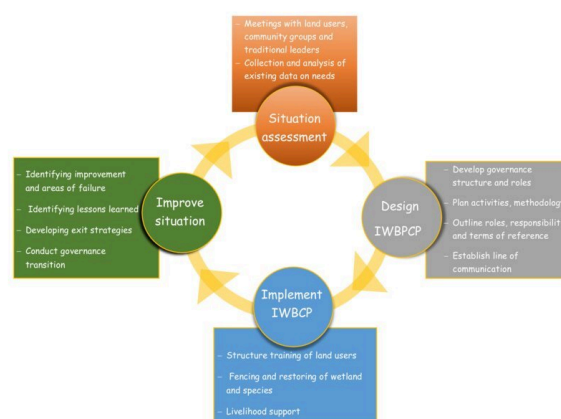 – Meetings with land users,
community groups and
traditional leaders
– Collection and analysis of
existing data on needs
Situation
assessment
– Develop governance
structure and roles
– Plan activities, methodology
– Outline roles, responsibilit
and terms of reference
– Establish line of
communication
Design
IWBPCP
Implement
IWBCP
– Structure training of land users
– Fencing and restoring of wetland
and species
– Livelihood support
Improve
situation
– Identifying improvement
and areas of failure
– Identifying lessons learned
– Developing exit strategies
– Conduct governance
transition